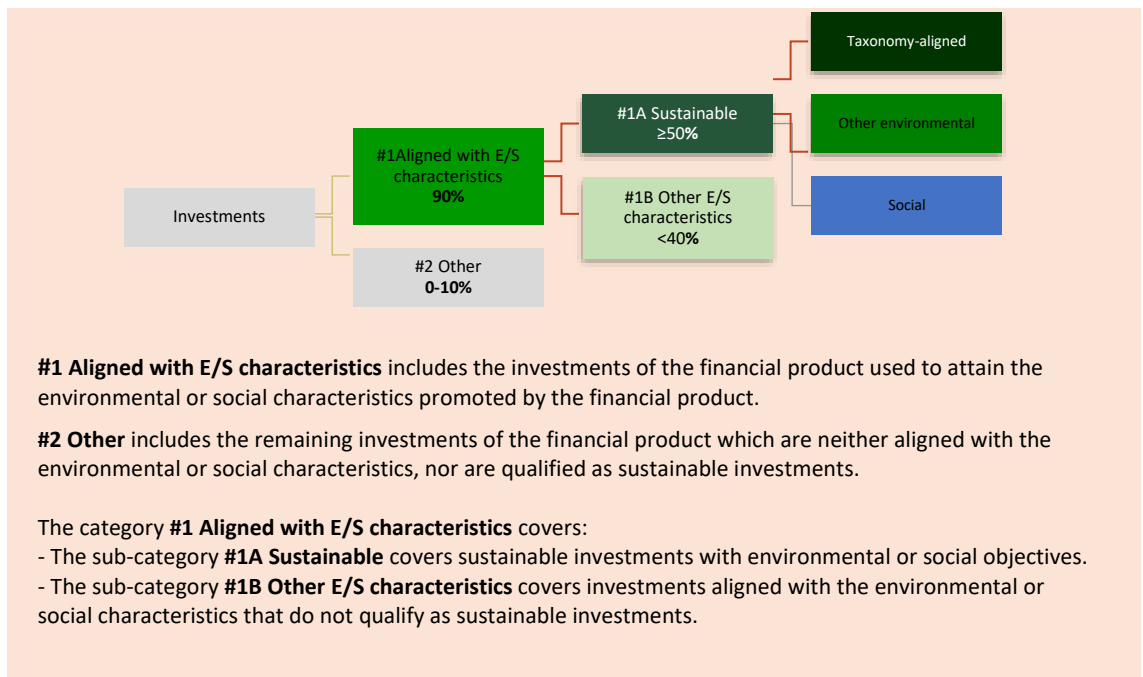 Taxonomy-aligned
#1A Sustainable
≥50%
Other environmental
#1Aligned with E/S
characteristics
90%
Investments
#1B Other E/S
characteristics
<40%
Social
#2 Other
0-10%
#1 Aligned with E/S characteristics includes the investments of the financial product used to attain the
environmental or social characteristics promoted by the financial product.
#2 Other includes the remaining investments of the financial product which are neither aligned with the
environmental or social characteristics, nor are qualified as sustainable investments.
The category #1 Aligned with E/S characteristics covers:
- The sub-category #1A Sustainable covers sustainable investments with environmental or social objectives.
- The sub-category #1B Other E/S characteristics covers investments aligned with the environmental or
social characteristics that do not qualify as sustainable investments.